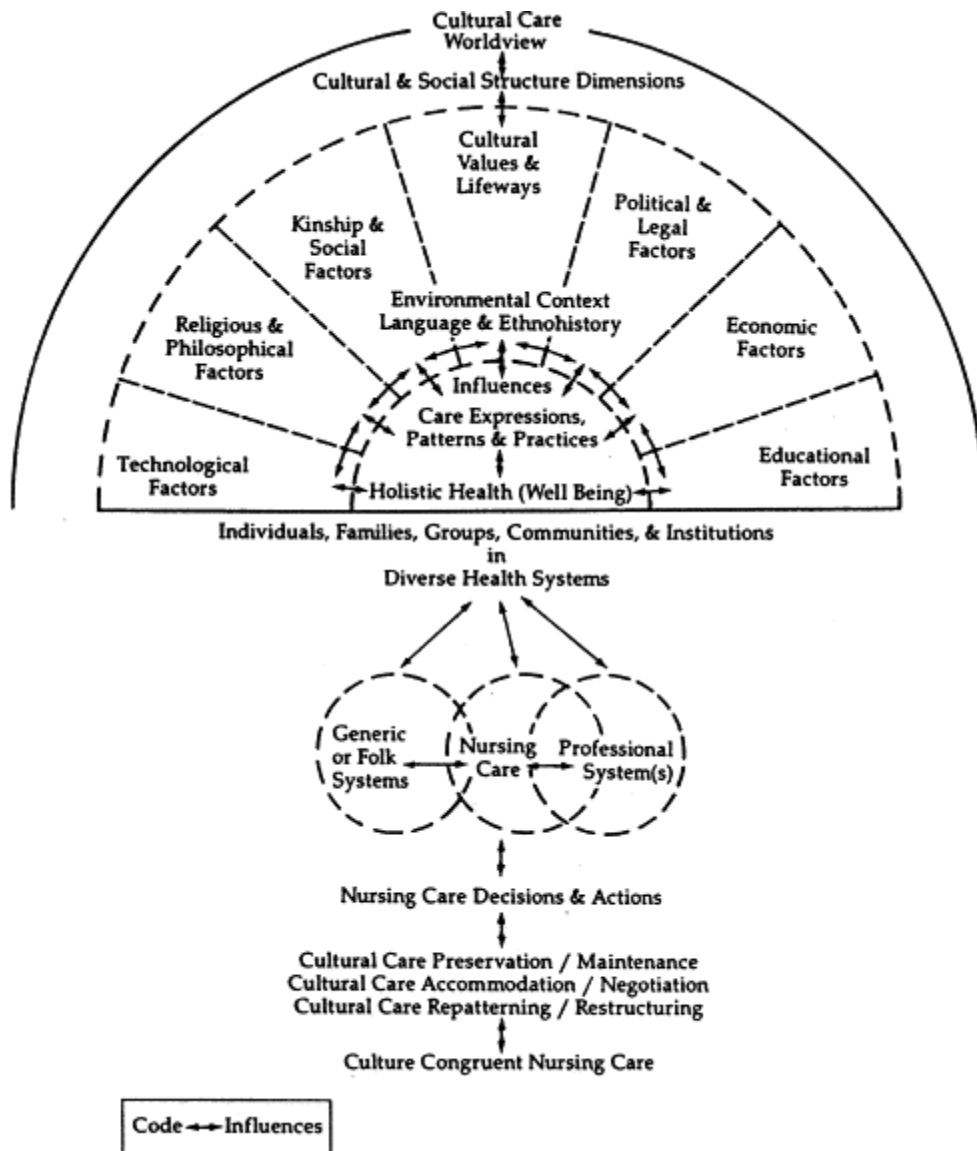 Cultural Care
Worldview
Cultural & Social Structure Dimensions
Cultural
Values &
Lifeways
Kinship &
Social
Factors
Political &
Legal
Factors
Religious &
Philosophical
Factors
Environmental Context
Language & Ethnohistory
Economic
Factors
Technological
Factors
Influences
Care Expressions,
Patterns & Practices
Holistic Health (Well Being)
Educational
Factors
Individuals, Families, Groups, Communities, & Institutions
in
Diverse Health Systems
Generic
or Folk
Systems
Nursing
Care
Professional
System(s)
Nursing Care Decisions & Actions
Cultural Care Preservation / Maintenance
Cultural Care Accommodation / Negotiation
Cultural Care Repatterning / Restructuring
Culture Congruent Nursing Care
Code ↔ Influences